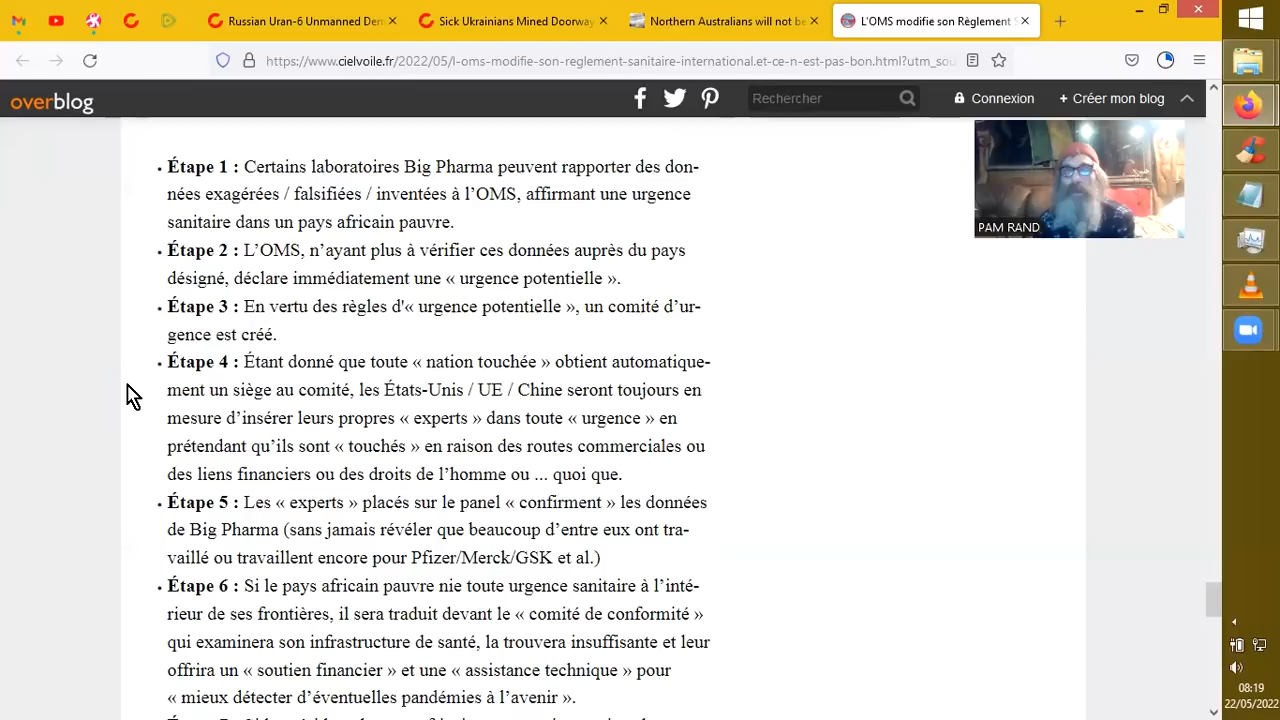 Russian Uran-6 Unmanned Den
Sick Ukrainians Mined Doorway
Northern Australians will not be
L'OMS modifie son Règlement S
https://www.cielvoile.fr/2022/05/l-oms-modifie-son-reglement-sanitaire-international.et-ce-n-est-pas-bon.html?utm_sou
overblog
Rechercher
Connexion
+ Créer mon blog
PAM RAND
• Étape 1 : Certains laboratoires Big Pharma peuvent rapporter des don-
nées exagérées / falsifiées / inventées à l’OMS, affirmant une urgence
sanitaire dans un pays africain pauvre.
• Étape 2 : L’OMS, n’ayant plus à vérifier ces données auprès du pays
désigné, déclare immédiatement une « urgence potentielle ».
• Étape 3 : En vertu des règles d'« urgence potentielle », un comité d’ur-
gence est créé.
• Étape 4 : Étant donné que toute « nation touchée » obtient automatique-
ment un siège au comité, les États-Unis / UE / Chine seront toujours en
mesure d’insérer leurs propres « experts » dans toute « urgence » en
prétendant qu’ils sont « touchés » en raison des routes commerciales ou
des liens financiers ou des droits de l’homme ou ... quoi que.
• Étape 5 : Les « experts » placés sur le panel « confirment » les données
de Big Pharma (sans jamais révéler que beaucoup d’entre eux ont tra-
vaillé ou travaillent encore pour Pfizer/Merck/GSK et al.)
• Étape 6 : Si le pays africain pauvre nie toute urgence sanitaire à l’inté-
rieur de ses frontières, il sera traduit devant le « comité de conformité »
qui examinera son infrastructure de santé, la trouvera insuffisante et leur
offrira un « soutien financier » et une « assistance technique » pour
« mieux détecter d’éventuelles pandémies à l’avenir ».
08:19
22/05/2022